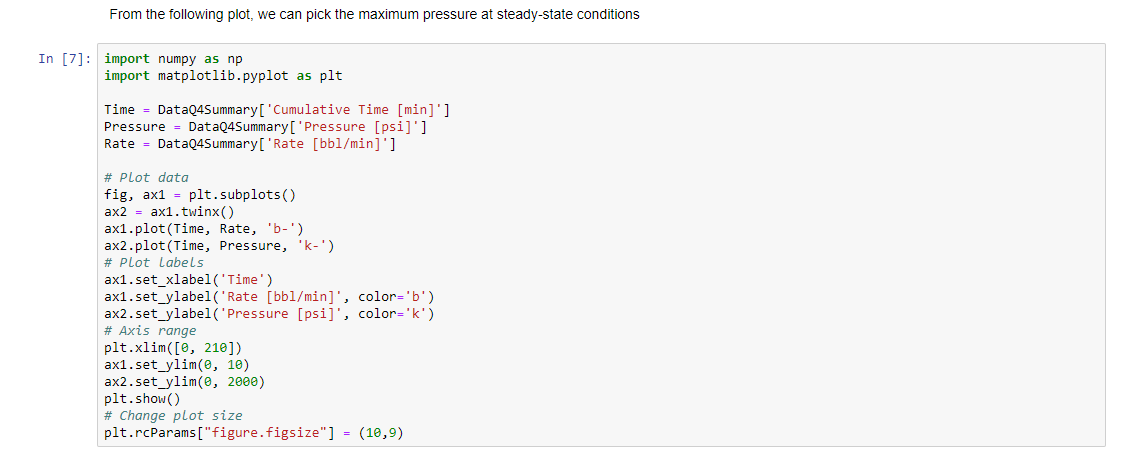 From the following plot, we can pick the maximum pressure at steady-state conditions
In [7]: import numpy as np
import matplotlib.pyplot as plt

Time = DataQ4Summary['Cumulative Time [min]']
Pressure = DataQ4Summary['Pressure [psi]']
Rate = DataQ4Summary['Rate [bbl/min]']

# Plot data
fig, ax1 = plt.subplots()
ax2 = ax1.twinx()
ax1.plot(Time, Rate, 'b-')
ax2.plot(Time, Pressure, 'k-')
# Plot labels
ax1.set_xlabel('Time')
ax1.set_ylabel('Rate [bbl/min]', color='b')
ax2.set_ylabel('Pressure [psi]', color='k')
# Axis range
plt.xlim([0, 210])
ax1.set_ylim(0, 10)
ax2.set_ylim(0, 2000)
plt.show()
# Change plot size
plt.rcParams["figure.figsize"] = (10,9)